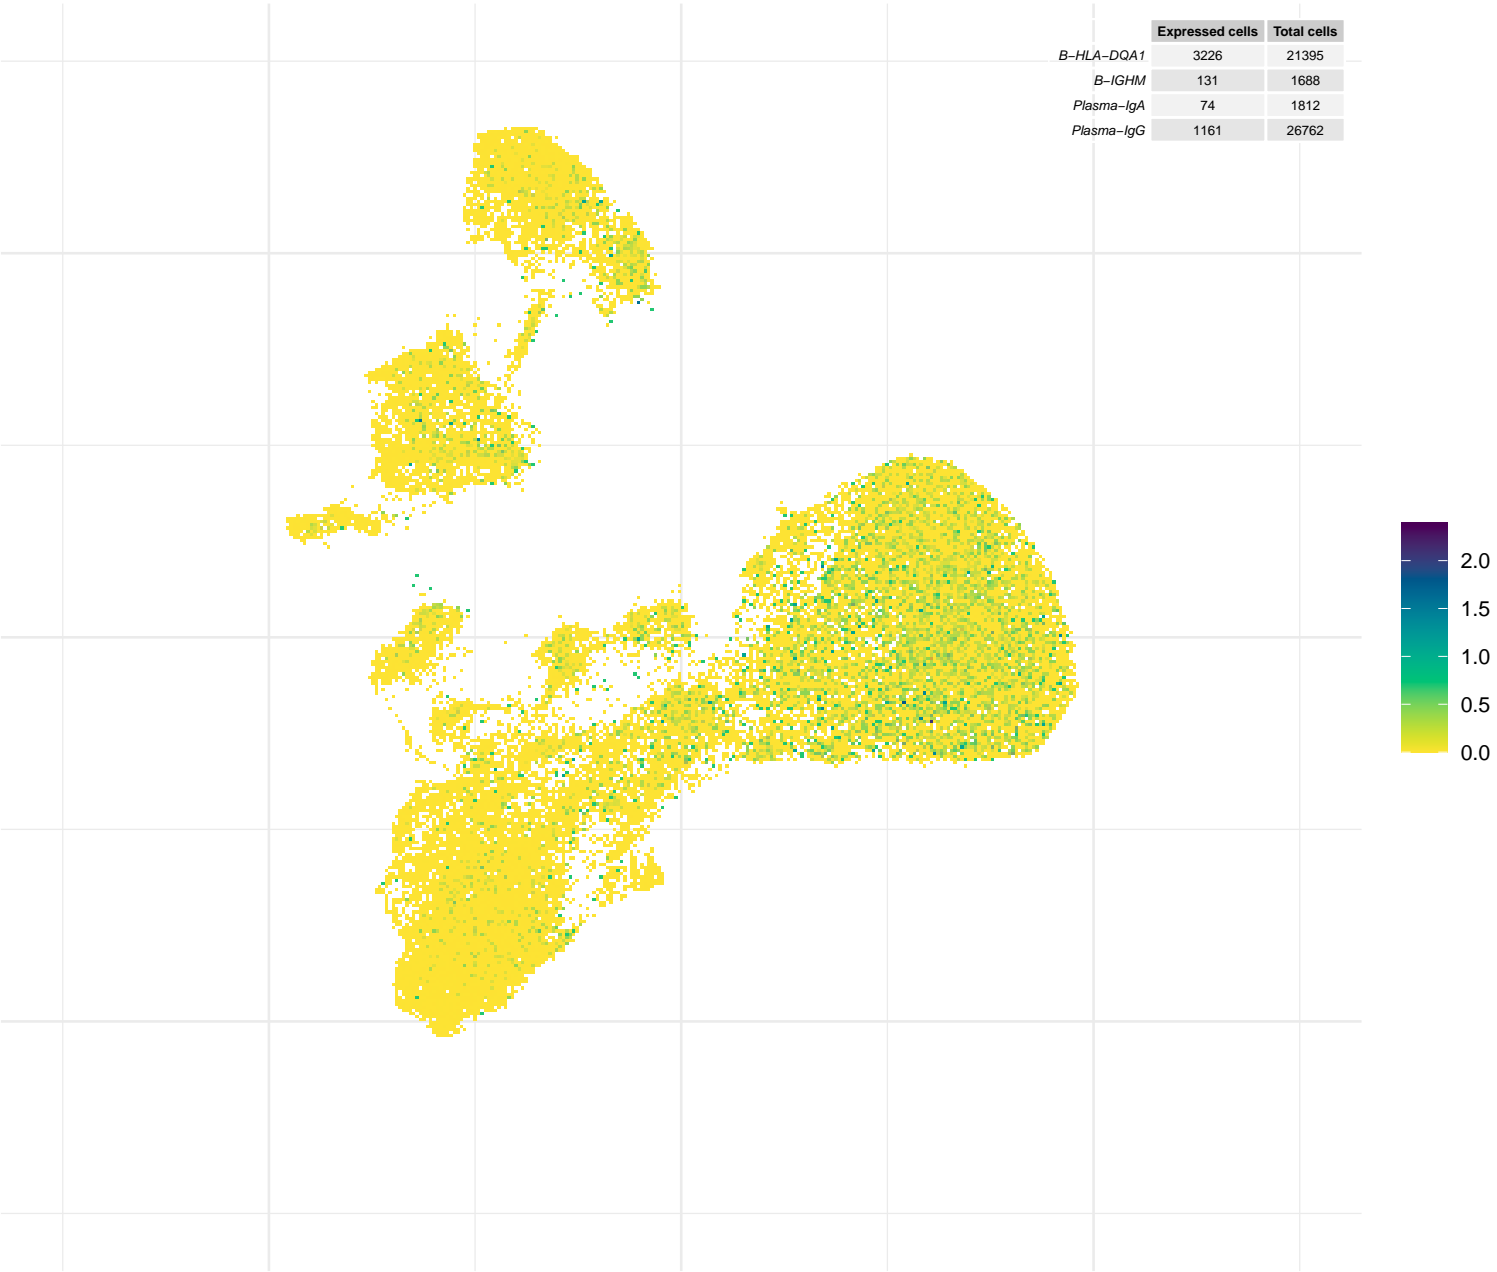 Expressed cells Total cells
B−HLA−DQA1 3226 21395
B−IGHM 131 1688
Plasma−IgA 74 1812
Plasma−IgG 1161 26762
2.0
1.5
1.0
0.5
0.0